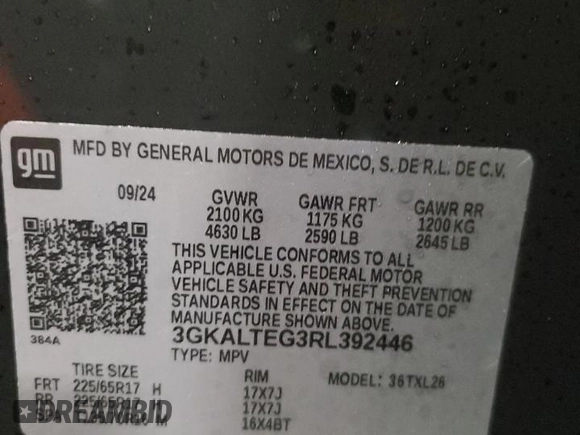 gm
MFD BY GENERAL MOTORS DE MEXICO, S. DE R.L. DE C.V.
09/24 GVWR GAWR FRT GAWR RR
2100 KG 1175 KG 1200 KG
4630 LB 2590 LB 2645 LB
THIS VEHICLE CONFORMS TO ALL
APPLICABLE U.S. FEDERAL MOTOR
VEHICLE SAFETY AND THEFT PREVENTION
STANDARDS IN EFFECT ON THE DATE OF
MANUFACTURE SHOWN ABOVE.
384A 3GKALTEG3RL392446
TYPE: MPV MODEL: 36TXL26
TIRE SIZE RIM
FRT 225/65R17 H 17X7J
RR 225/65R17 17X7J
M 16X4BT
DREAMBID